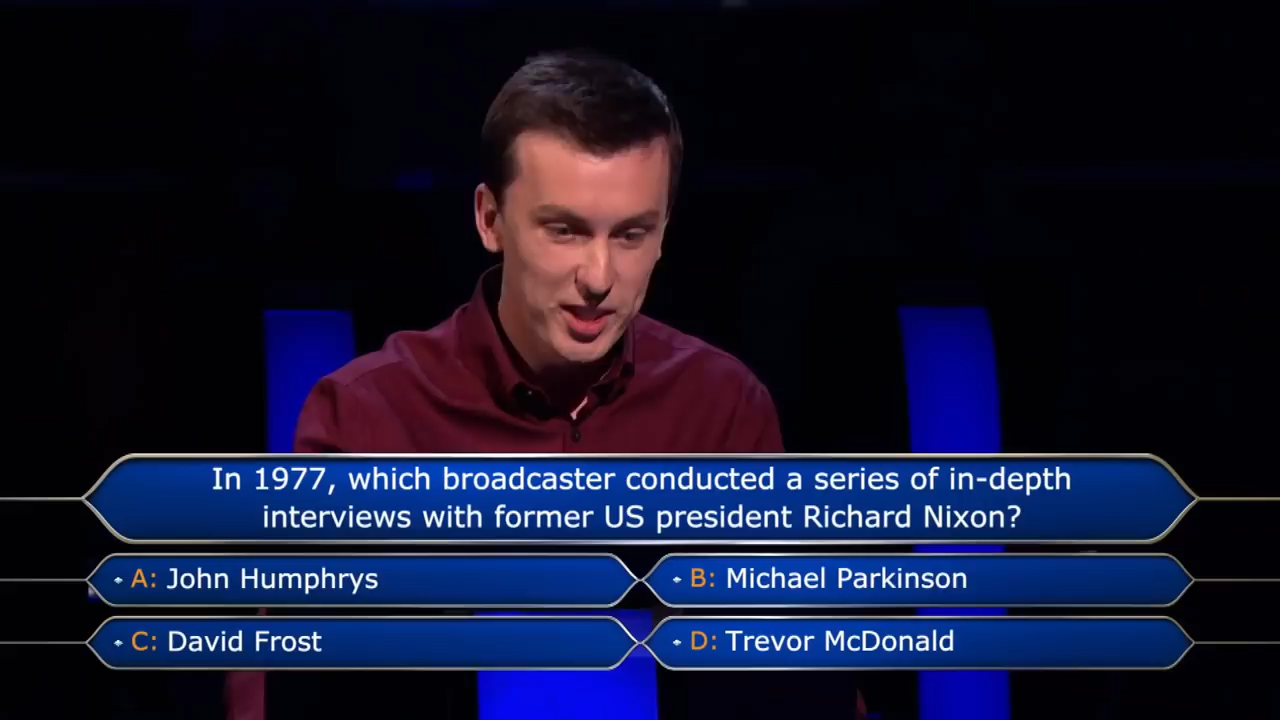 In 1977, which broadcaster conducted a series of in-depth
interviews with former US president Richard Nixon?
A: John Humphrys
B: Michael Parkinson
C: David Frost
D: Trevor McDonald